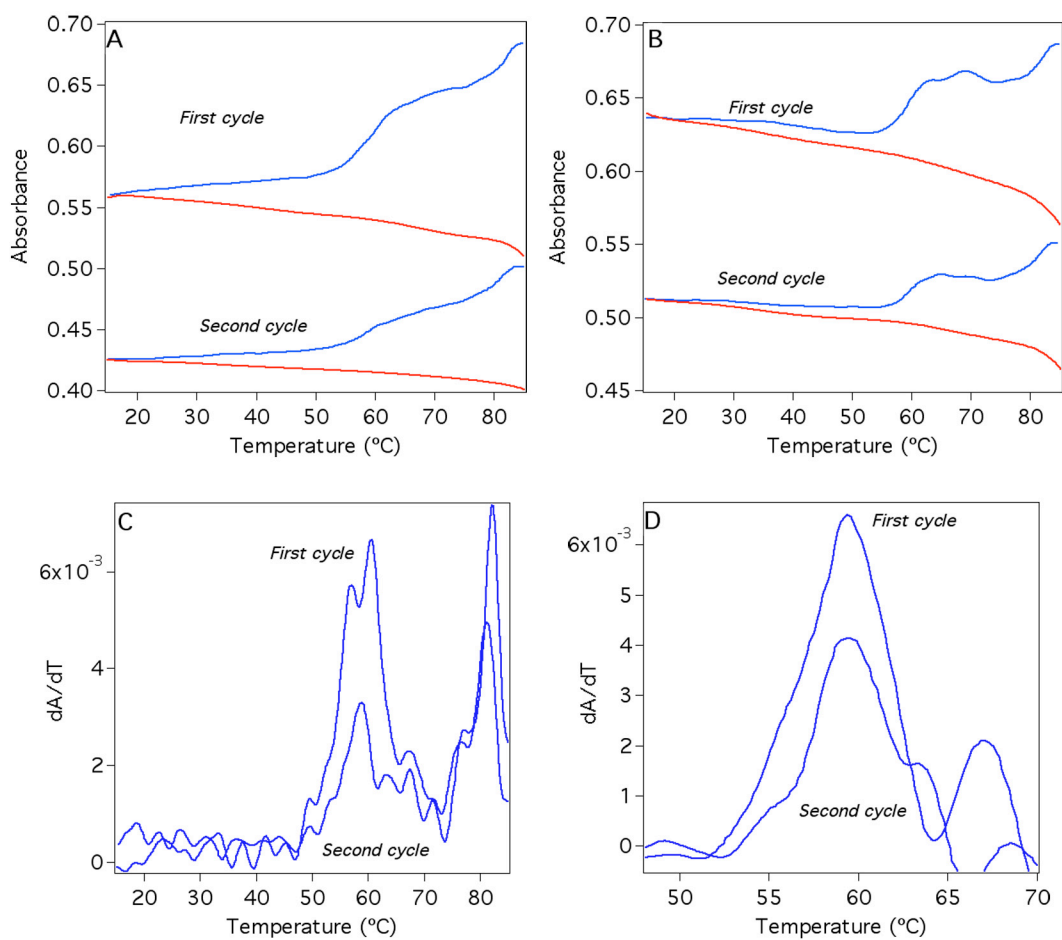 A
0.70
0.65
0.60
0.55
0.50
0.45
0.40
Absorbance
First cycle
Second cycle
20 30 40 50 60 70 80
Temperature (ºC)
B
0.70
0.65
0.60
0.55
0.50
0.45
Absorbance
First cycle
Second cycle
20 30 40 50 60 70 80
Temperature (ºC)
C
6x10-3
4
2
0
dA/dT
First cycle
Second cycle
20 30 40 50 60 70 80
Temperature (ºC)
D
6x10-3
5
4
3
2
1
0
dA/dT
First cycle
Second cycle
50 55 60 65 70
Temperature (ºC)